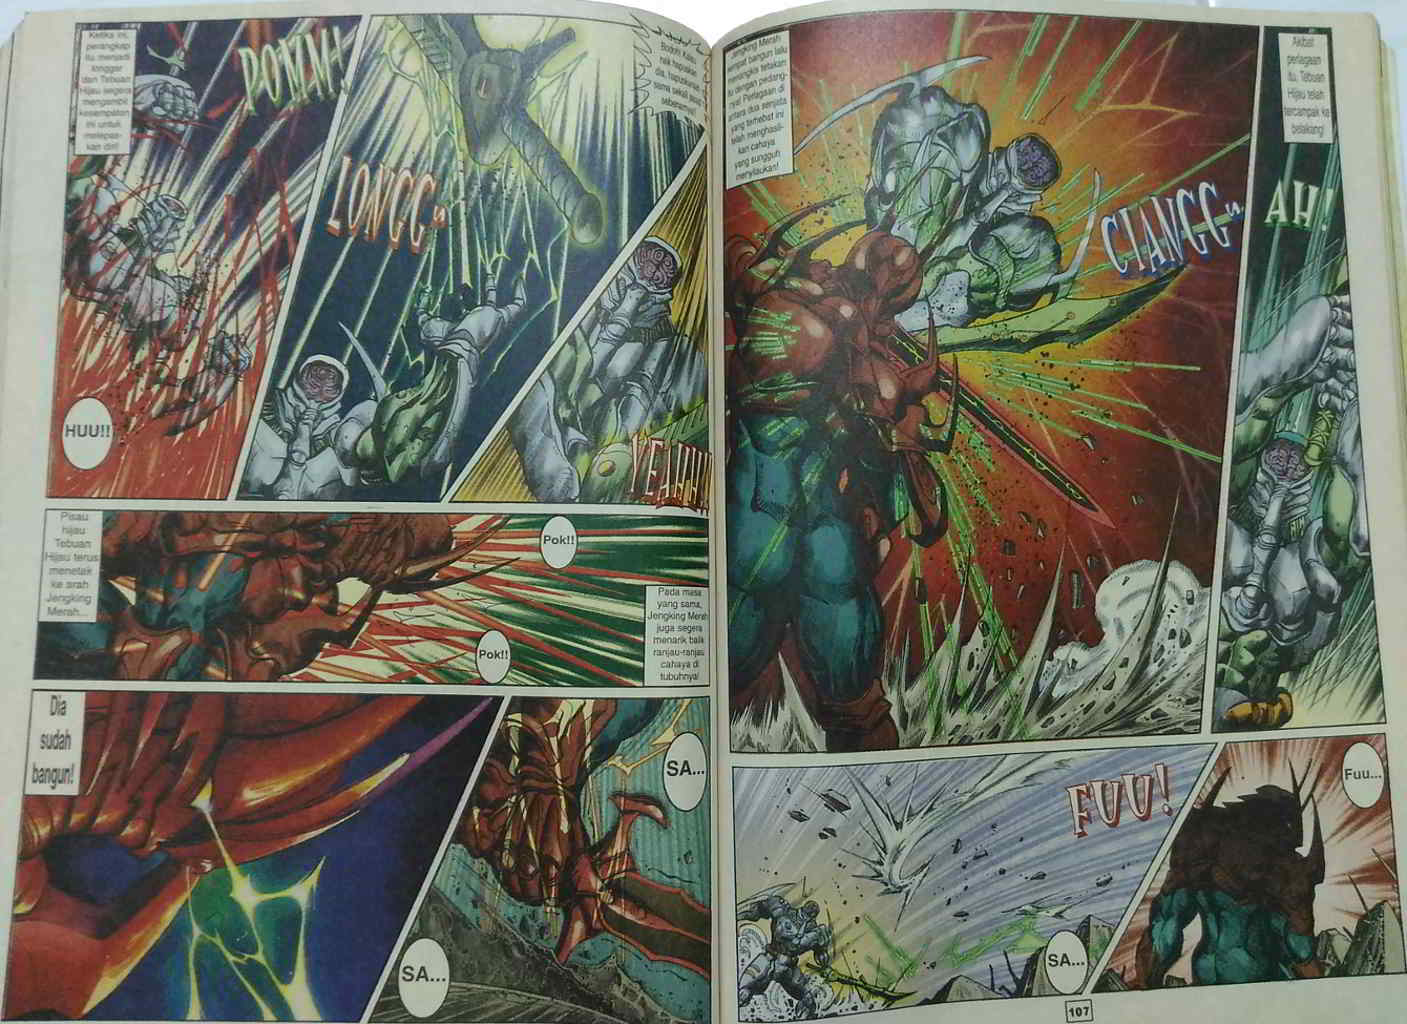 Ketika ini,
perangkap
itu menjadi
longgar
dan Tebuan
Hijau segera
mengambil
kesempatan
ini untuk
melepas-
kan diri!
POMM!
HUU!!
LONGG
Bodoh! Kalau
nak hapuskan
dia, hapuskan
sama sekali
sebenarnya!
YEAHH!
Pisau
hijau
Tebuan
Hijau terus
menetak
ke arah
Jengking
Merah...
Pok!!
Pok!!
Pada masa
yang sama,
Jengking Merah
juga segera
menarik balik
ranjau-ranjau
cahaya di
tubuhnya!
Dia
sudah
bangun!
SA...
SA...
Jengking Merah
sempat bangun lalu
menangkis tetakan
itu dengan pedang-
nya! Perlagaan di
antara dua senjata
yang terhebat ini
telah menghasil-
kan cahaya
yang sungguh
menyilaukan!
CIANGG
Akibat
perlagaan
itu, Tebuan
Hijau telah
tercampak ke
belakang!
AH!
FUU!
SA...
Fuu...
107